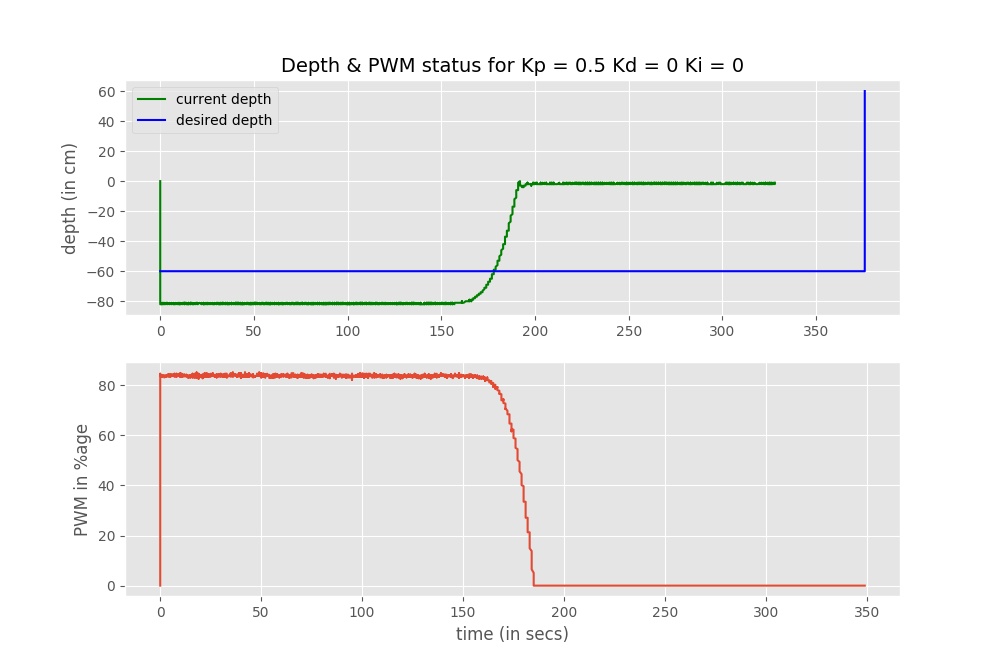 Depth & PWM status for Kp = 0.5 Kd = 0 Ki = 0
current depth
desired depth
depth (in cm)
60
40
20
0
−20
−40
−60
−80
0 50 100 150 200 250 300 350
PWM in %age
80
60
40
20
0
0 50 100 150 200 250 300 350
time (in secs)